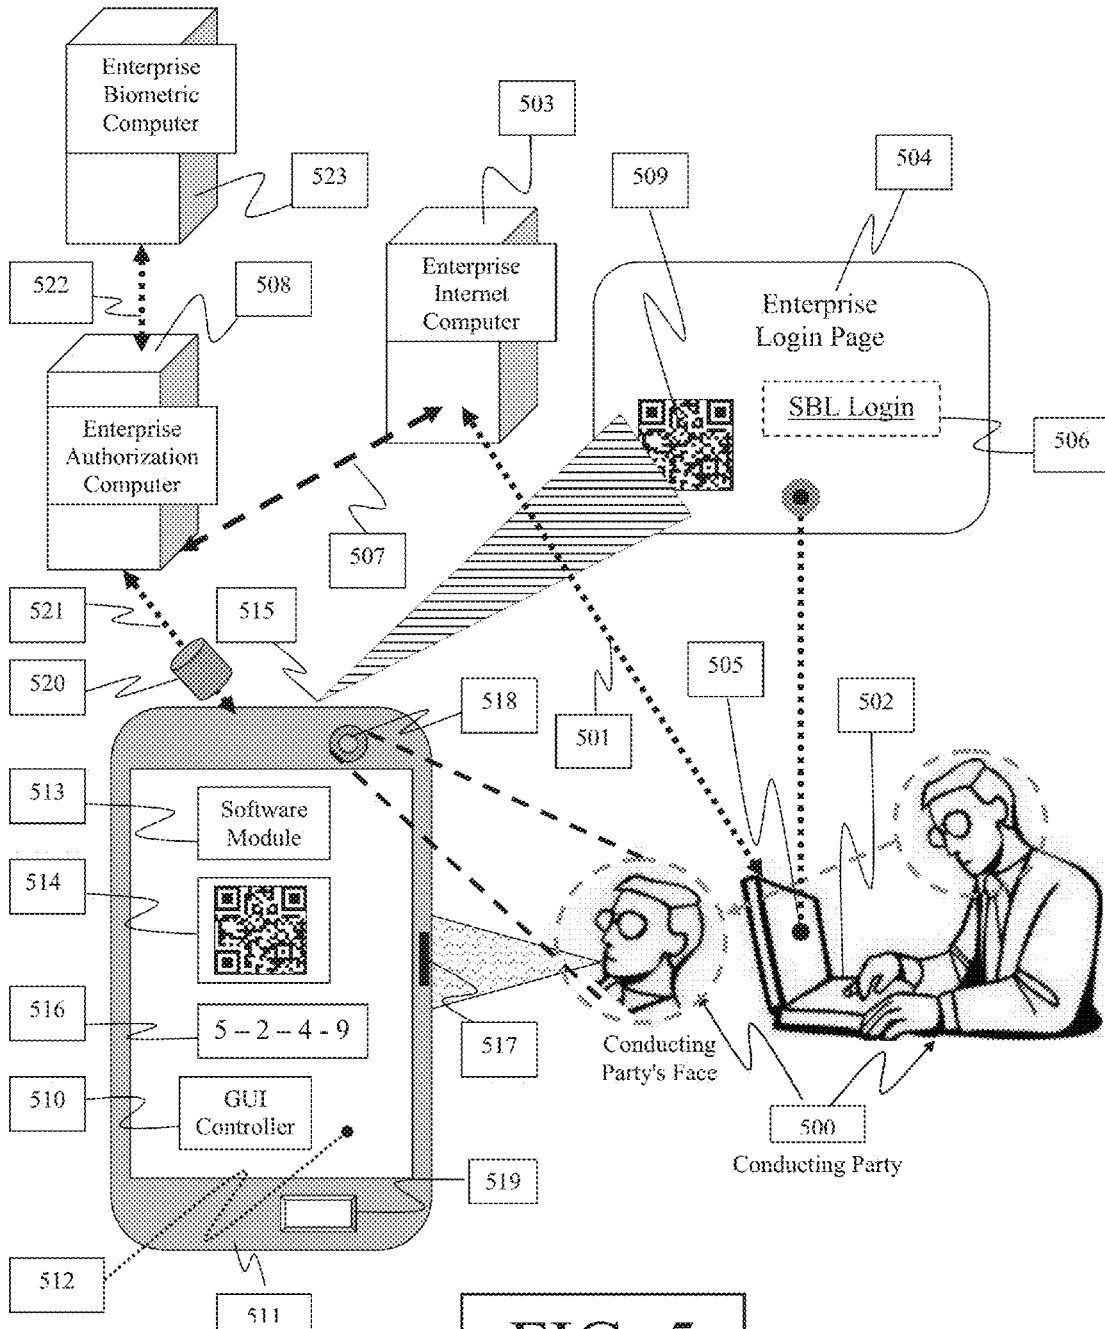 Enterprise
Biometric
Computer
503
509
504
523
522
508
Enterprise
Internet
Computer
Enterprise
Login Page
SBL Login
506
Enterprise
Authorization
Computer
507
521
515
520
505
502
518
501
513
Software
Module
514
516
5 – 2 – 4 - 9
517
Conducting
Party's Face
510
GUI
Controller
500
Conducting Party
519
512
511